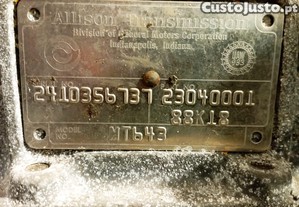 CustoJusto.pt
Allison Transmission
Division of General Motors Corporation
Indianapolis, Indiana
2410356737 23040001
88K18
MODEL MT643